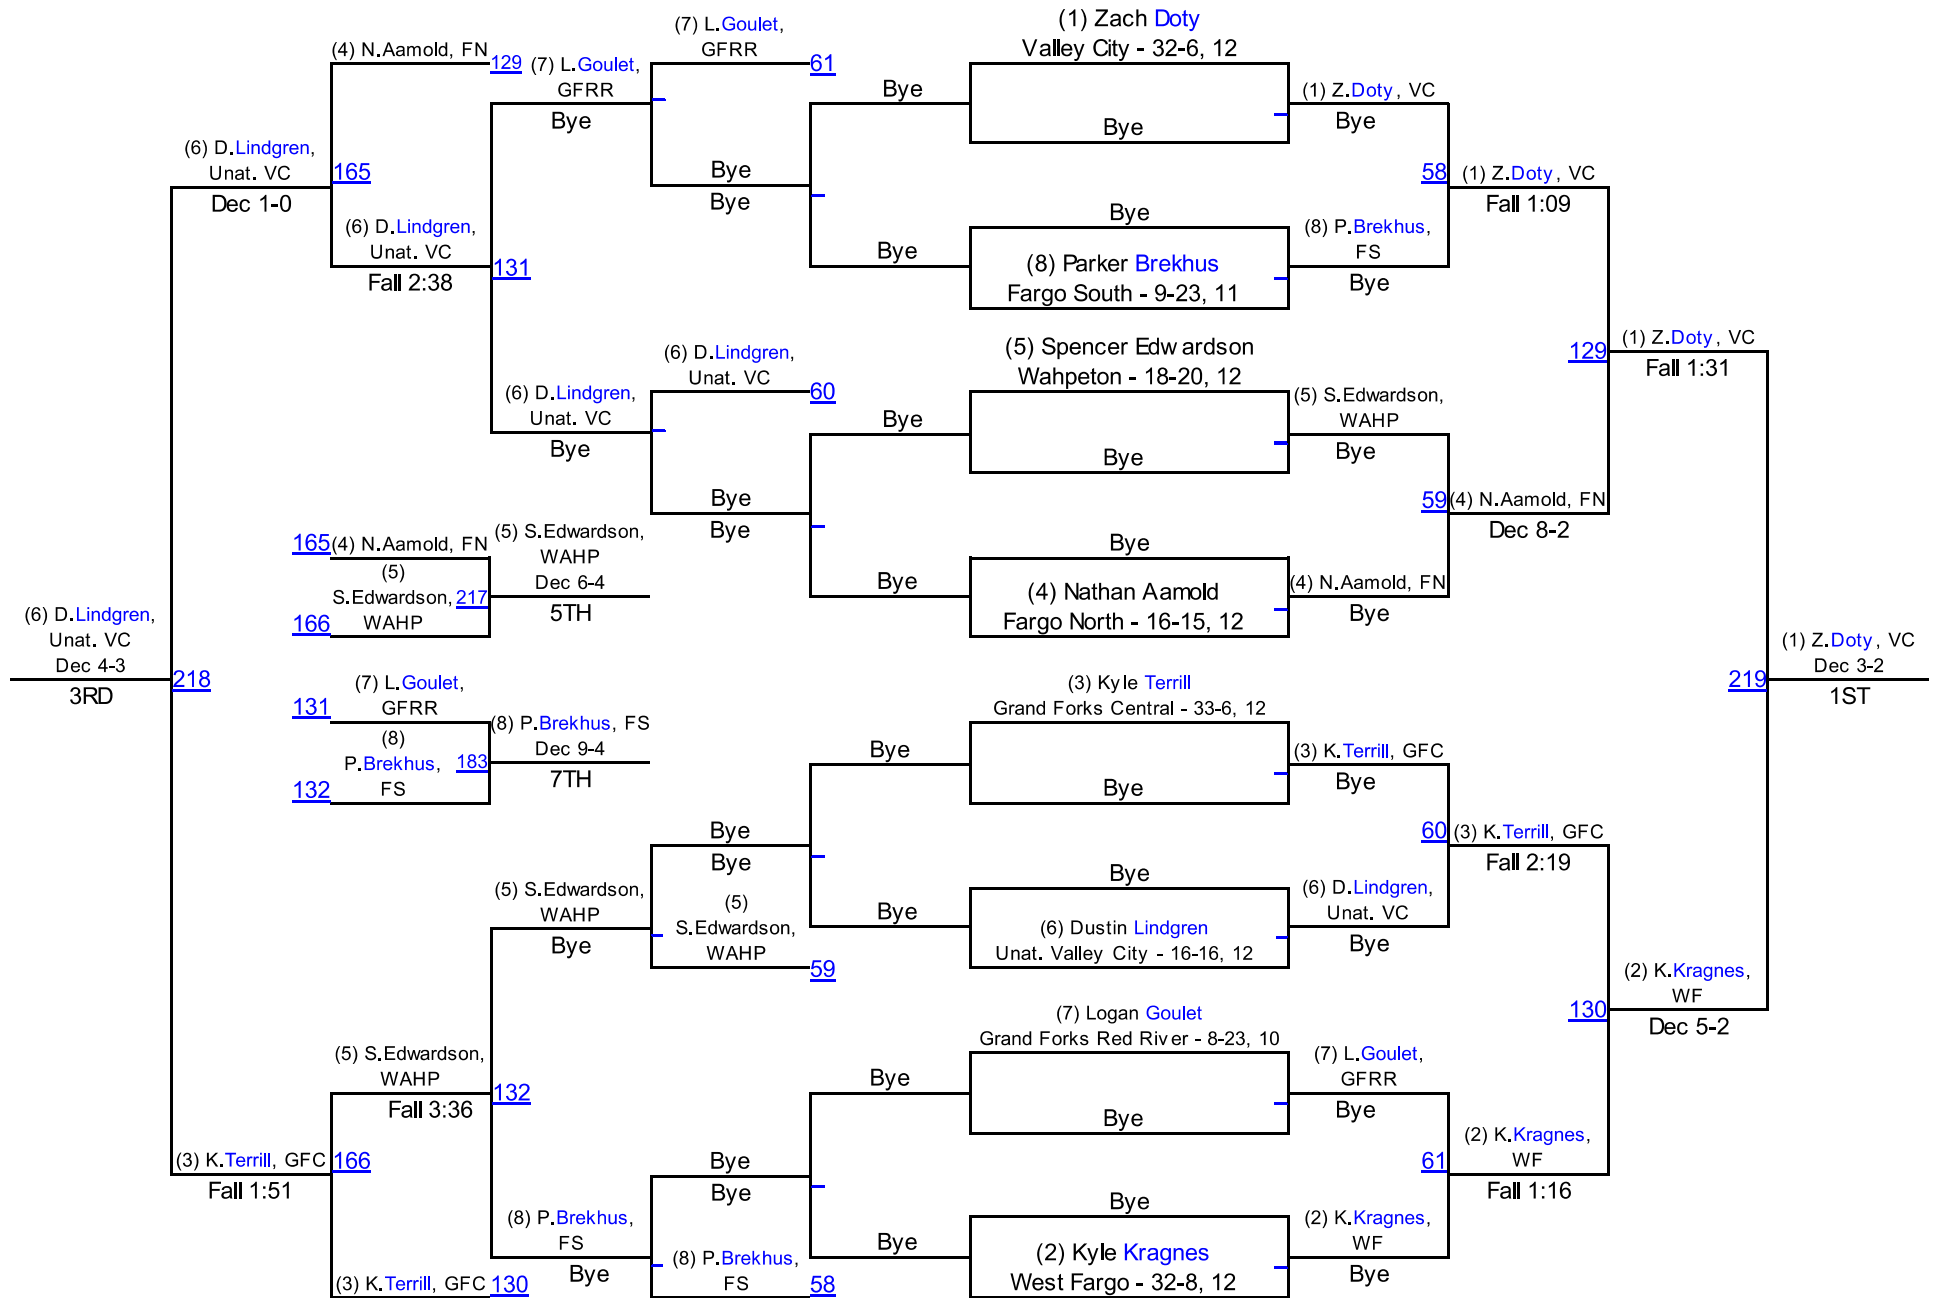 (7) L.Goulet,
GFRR
61
(1) Zach Doty
Valley City - 32-6, 12
(4) N.Aamold, FN
129
(7) L.Goulet,
GFRR
Bye
Bye
Bye
(1) Z.Doty, VC
Bye
(6) D.Lindgren,
Unat. VC
Dec 1-0
165
Bye
Bye
58
(1) Z.Doty, VC
Fall 1:09
(6) D.Lindgren,
Unat. VC
Fall 2:38
131
Bye
Bye
(8) Parker Brekhus
Fargo South - 9-23, 11
(8) P.Brekhus,
FS
Bye
(6) D.Lindgren,
Unat. VC
60
(5) Spencer Edwardson
Wahpeton - 18-20, 12
129
(1) Z.Doty, VC
Fall 1:31
(6) D.Lindgren,
Unat. VC
Bye
Bye
Bye
(5) S.Edwardson,
WAHP
Bye
Bye
Bye
59
(4) N.Aamold, FN
Dec 8-2
165
(4) N.Aamold, FN
(5)
S.Edwardson,
WAHP
166
217
(5) S.Edwardson,
WAHP
Dec 6-4
5TH
Bye
Bye
(4) Nathan Aamold
Fargo North - 16-15, 12
(4) N.Aamold, FN
Bye
(6) D.Lindgren,
Unat. VC
Dec 4-3
3RD
218
219
(1) Z.Doty, VC
Dec 3-2
1ST
131
(7) L.Goulet,
GFRR
(8)
P.Brekhus,
FS
132
183
(8) P.Brekhus, FS
Dec 9-4
7TH
(3) Kyle Terrill
Grand Forks Central - 33-6, 12
Bye
Bye
(3) K.Terrill, GFC
Bye
Bye
Bye
60
(3) K.Terrill, GFC
Fall 2:19
(5) S.Edwardson,
WAHP
Bye
(5)
S.Edwardson,
WAHP
59
Bye
Bye
(6) Dustin Lindgren
Unat. Valley City - 16-16, 12
(6) D.Lindgren,
Unat. VC
Bye
130
(2) K.Kragnes,
WF
Dec 5-2
(7) Logan Goulet
Grand Forks Red River - 8-23, 10
(5) S.Edwardson,
WAHP
Fall 3:36
132
Bye
Bye
(7) L.Goulet,
GFRR
Bye
(3) K.Terrill, GFC
Fall 1:51
166
Bye
Bye
61
(2) K.Kragnes,
WF
Fall 1:16
(8) P.Brekhus,
FS
Bye
Bye
Bye
(2) Kyle Kragnes
West Fargo - 32-8, 12
(2) K.Kragnes,
WF
Bye
(3) K.Terrill, GFC
130
(8) P.Brekhus,
FS
58